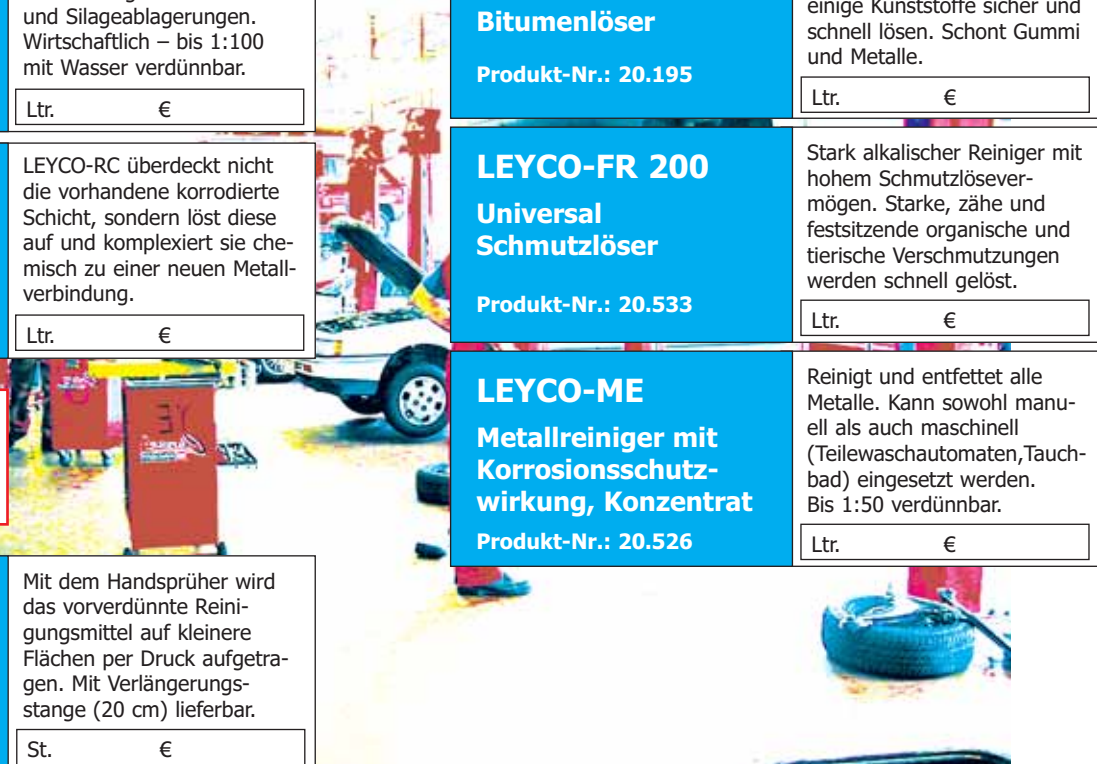 und Silageablagerungen.
Wirtschaftlich – bis 1:100
mit Wasser verdünnbar.
Ltr. €
LEYCO-RC überdeckt nicht
die vorhandene korrodierte
Schicht, sondern löst diese
auf und komplexiert sie che-
misch zu einer neuen Metall-
verbindung.
Ltr. €
Mit dem Handsprüher wird
das vorverdünnte Reini-
gungsmittel auf kleinere
Flächen per Druck aufgetra-
gen. Mit Verlängerungs-
stange (20 cm) lieferbar.
St. €
Bitumenlöser
Produkt-Nr.: 20.195
einige Kunststoffe sicher und
schnell lösen. Schont Gummi
und Metalle.
Ltr. €
LEYCO-FR 200
Universal
Schmutzlöser
Produkt-Nr.: 20.533
Stark alkalischer Reiniger mit
hohem Schmutzlösever-
mögen. Starke, zähe und
festsitzende organische und
tierische Verschmutzungen
werden schnell gelöst.
Ltr. €
LEYCO-ME
Metallreiniger mit
Korrosionsschutz-
wirkung, Konzentrat
Produkt-Nr.: 20.526
Reinigt und entfettet alle
Metalle. Kann sowohl manu-
ell als auch maschinell
(Teilewaschautomaten,Tauch-
bad) eingesetzt werden.
Bis 1:50 verdünnbar.
Ltr. €